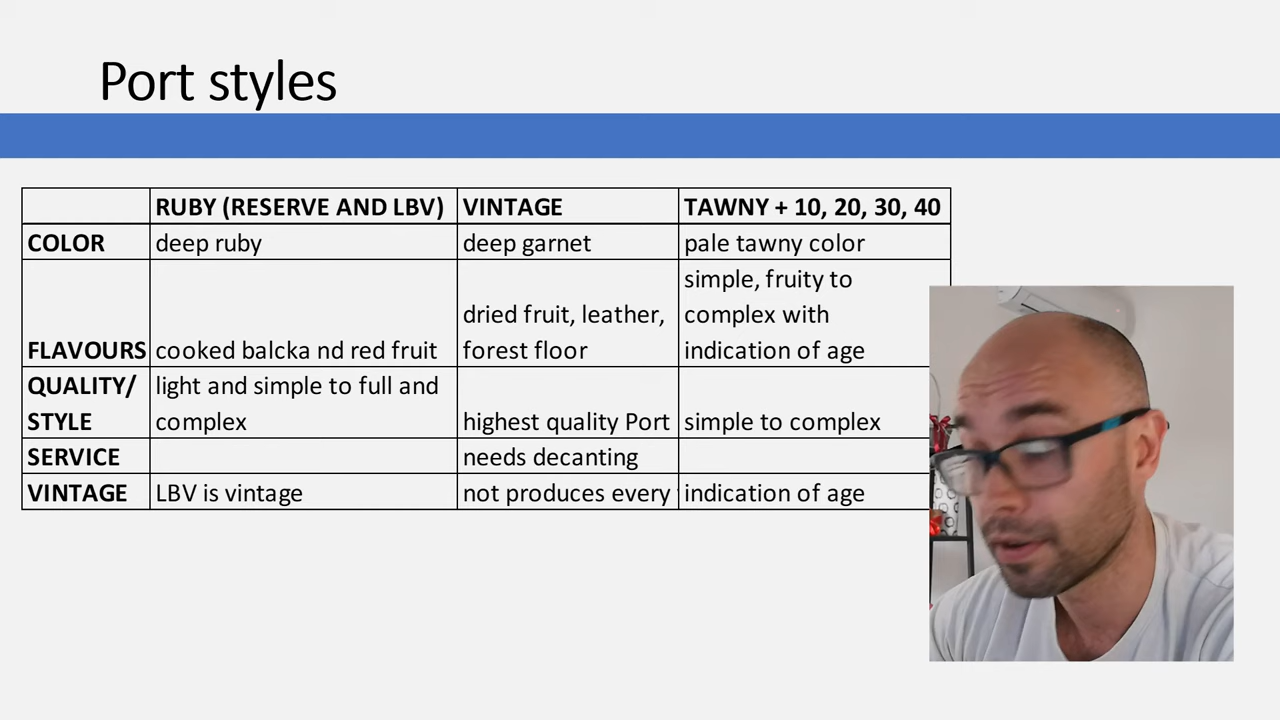 Port styles
RUBY (RESERVE AND LBV) VINTAGE TAWNY + 10, 20, 30, 40
COLOR deep ruby deep garnet pale tawny color
simple, fruity to
dried fruit, leather, complex with
FLAVOURS cooked balcka nd red fruit forest floor indication of age
QUALITY/ light and simple to full and
STYLE complex highest quality Port simple to complex
SERVICE needs decanting
VINTAGE LBV is vintage not produces every indication of age